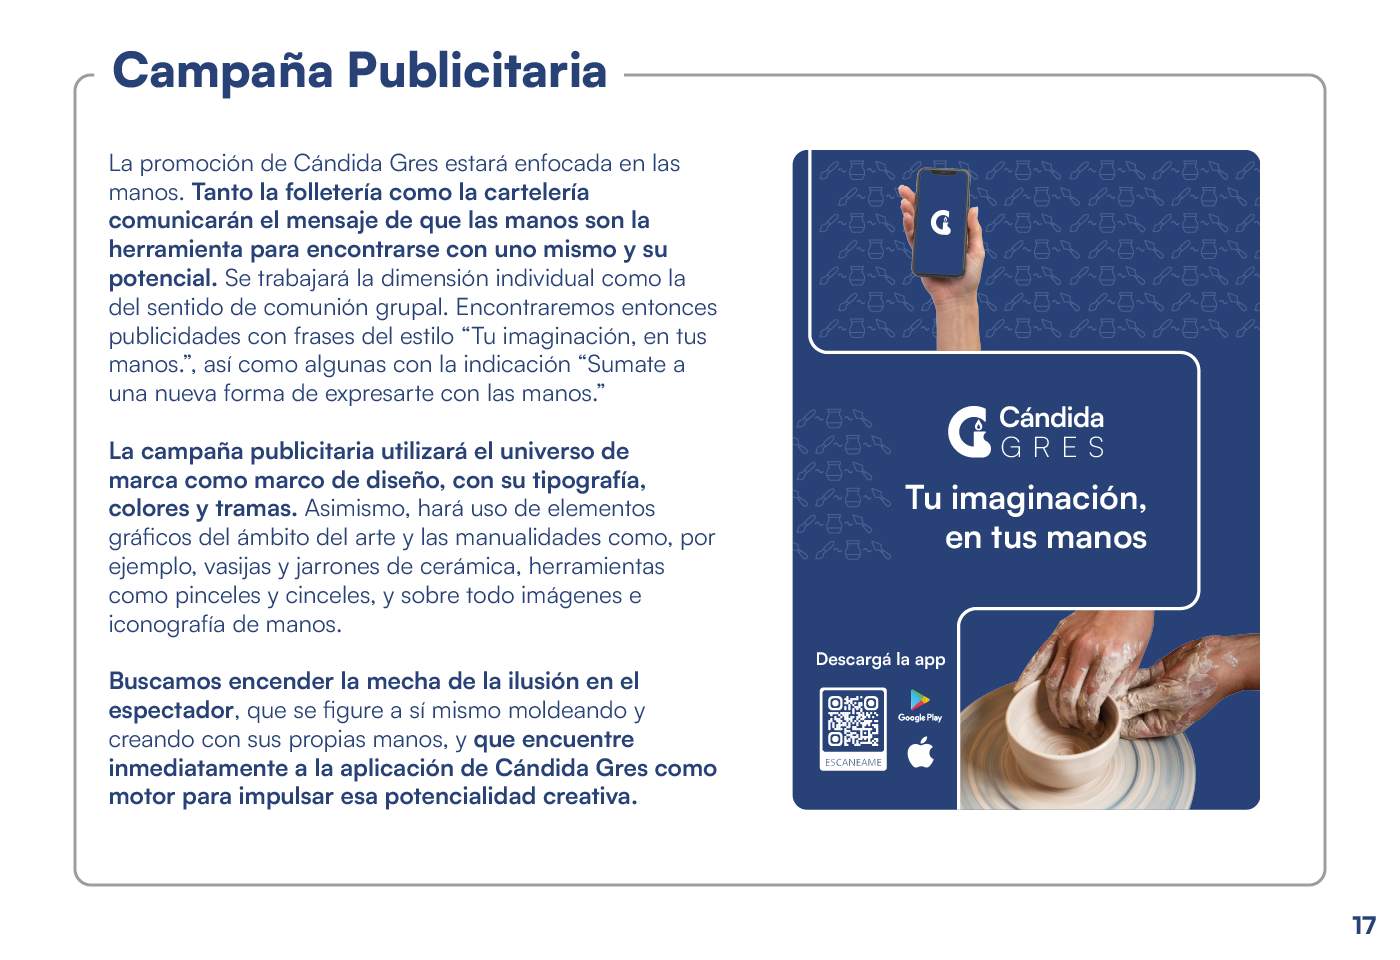 Campaña Publicitaria
La promoción de Cándida Gres estará enfocada en las
manos. Tanto la folletería como la cartelería
comunicarán el mensaje de que las manos son la
herramienta para encontrarse con uno mismo y su
potencial. Se trabajará la dimensión individual como la
del sentido de comunión grupal. Encontraremos entonces
publicidades con frases del estilo “Tu imaginación, en tus
manos.”, así como algunas con la indicación “Sumate a
una nueva forma de expresarte con las manos.”
La campaña publicitaria utilizará el universo de
marca como marco de diseño, con su tipografía,
colores y tramas. Asimismo, hará uso de elementos
gráficos del ámbito del arte y las manualidades como, por
ejemplo, vasijas y jarrones de cerámica, herramientas
como pinceles y cinceles, y sobre todo imágenes e
iconografía de manos.
Buscamos encender la mecha de la ilusión en el
espectador, que se figure a sí mismo moldeando y
creando con sus propias manos, y que encuentre
inmediatamente a la aplicación de Cándida Gres como
motor para impulsar esa potencialidad creativa.
Cándida
GRES
Tu imaginación,
en tus manos
Descargá la app
Google Play
ESCANEAME
17